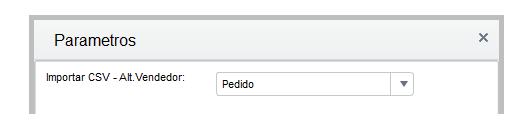 Parametros
Importar CSV - Alt.Vendedor:
Pedido